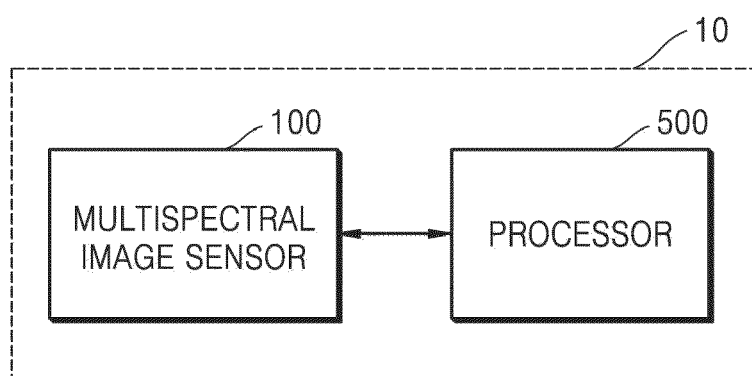 10
100
500
MULTISPECTRAL
IMAGE SENSOR
PROCESSOR